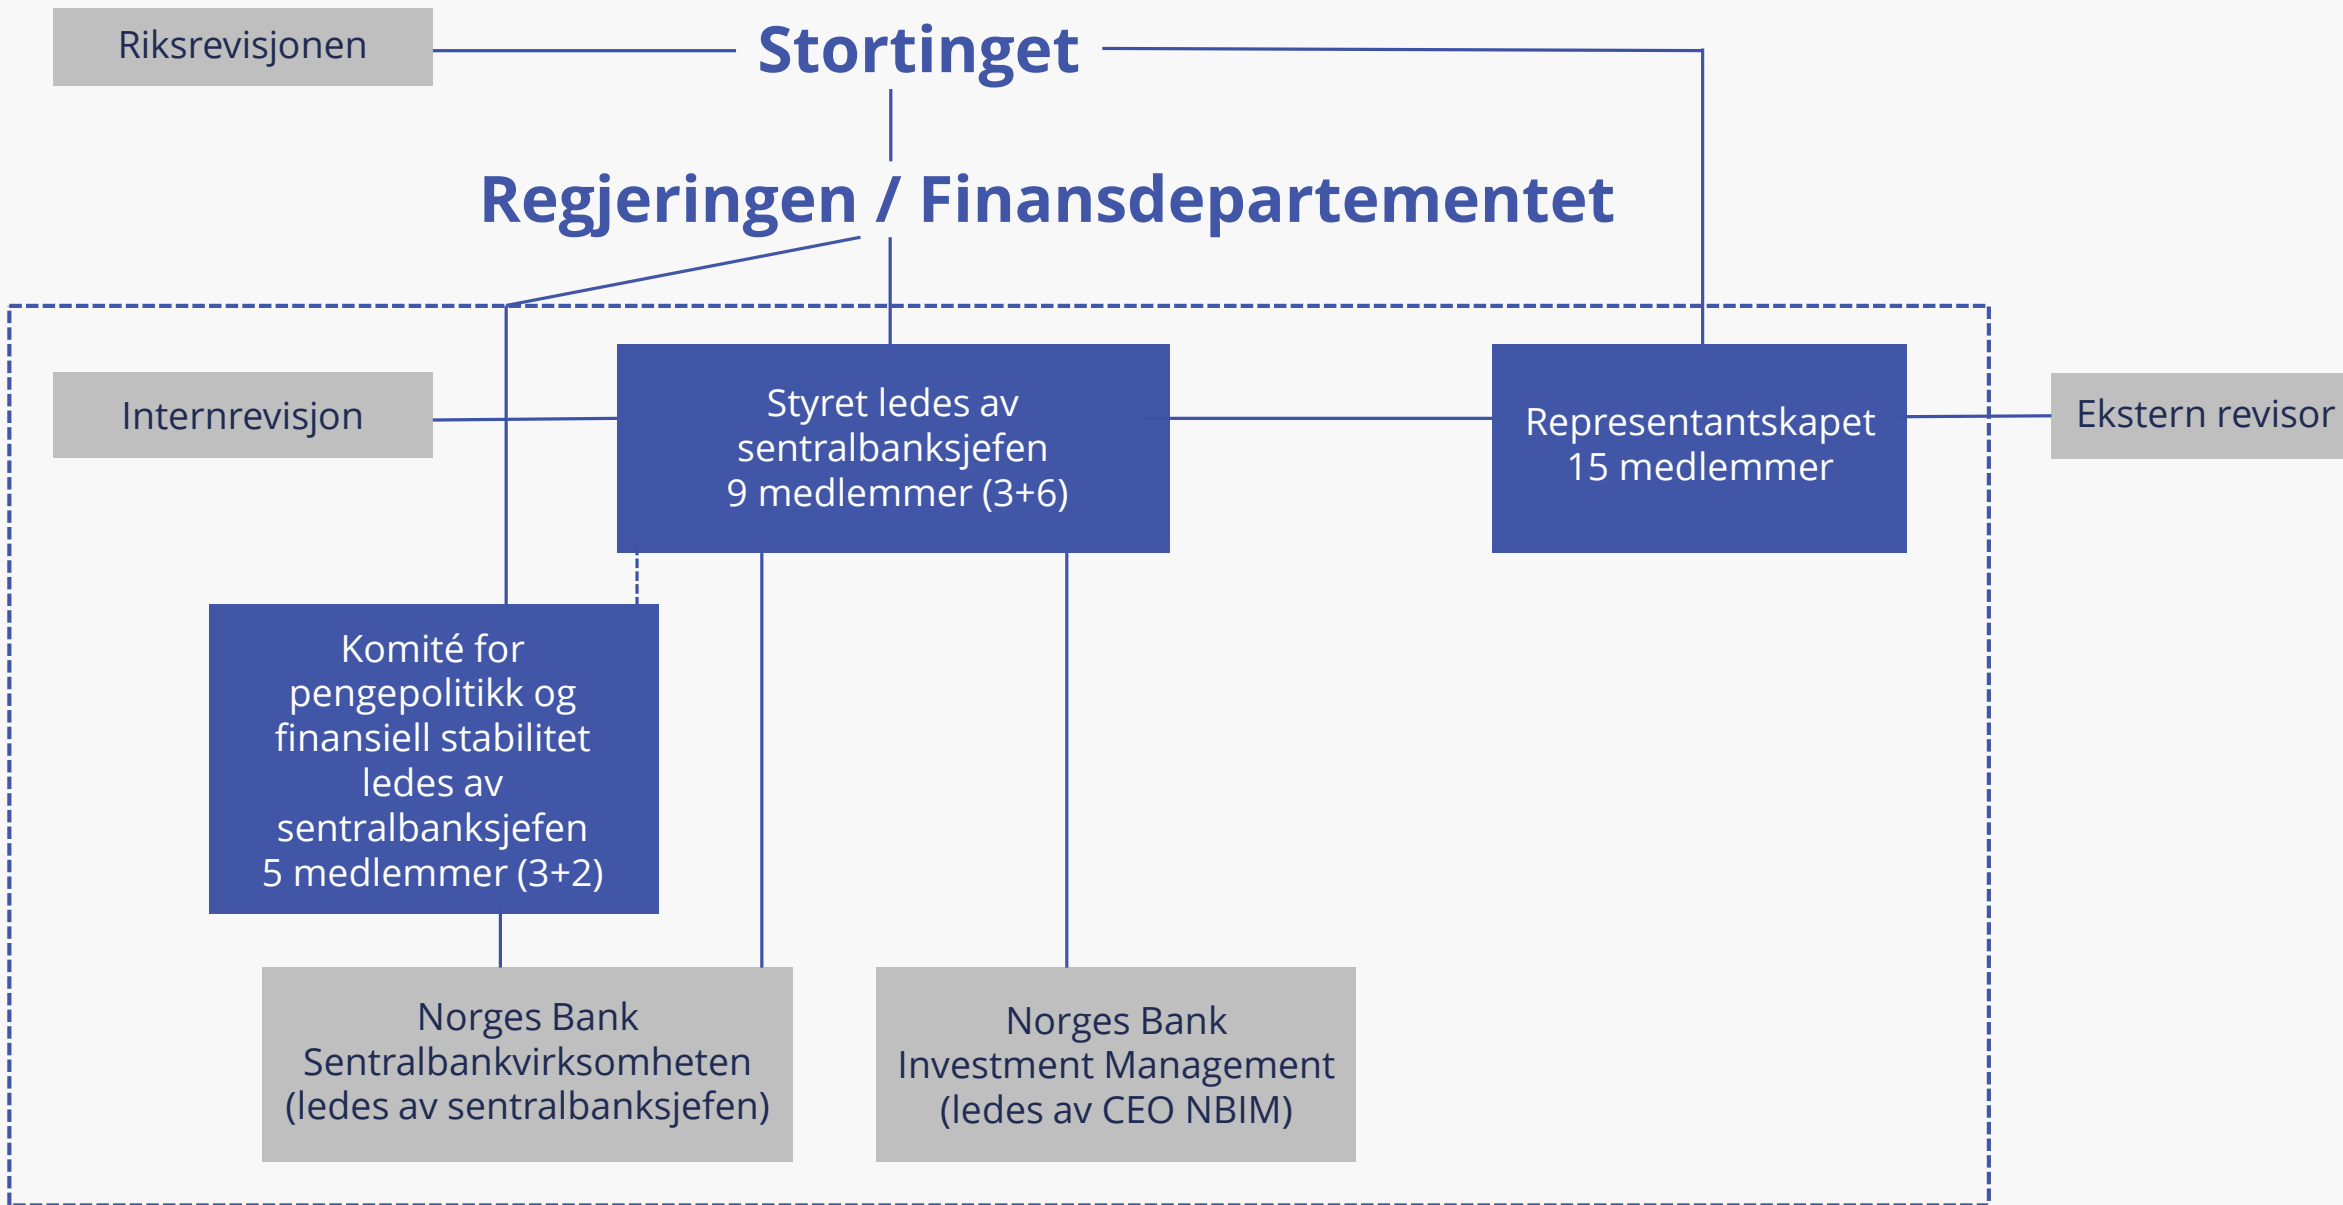 Riksrevisjonen
Stortinget
Regjeringen / Finansdepartementet
Internrevisjon
Styret ledes av
sentralbanksjefen
9 medlemmer (3+6)
Representantskapet
15 medlemmer
Ekstern revisor
Komité for
pengepolitikk og
finansiell stabilitet
ledes av
sentralbanksjefen
5 medlemmer (3+2)
Norges Bank
Sentralbankvirksomheten
(ledes av sentralbanksjefen)
Norges Bank
Investment Management
(ledes av CEO NBIM)